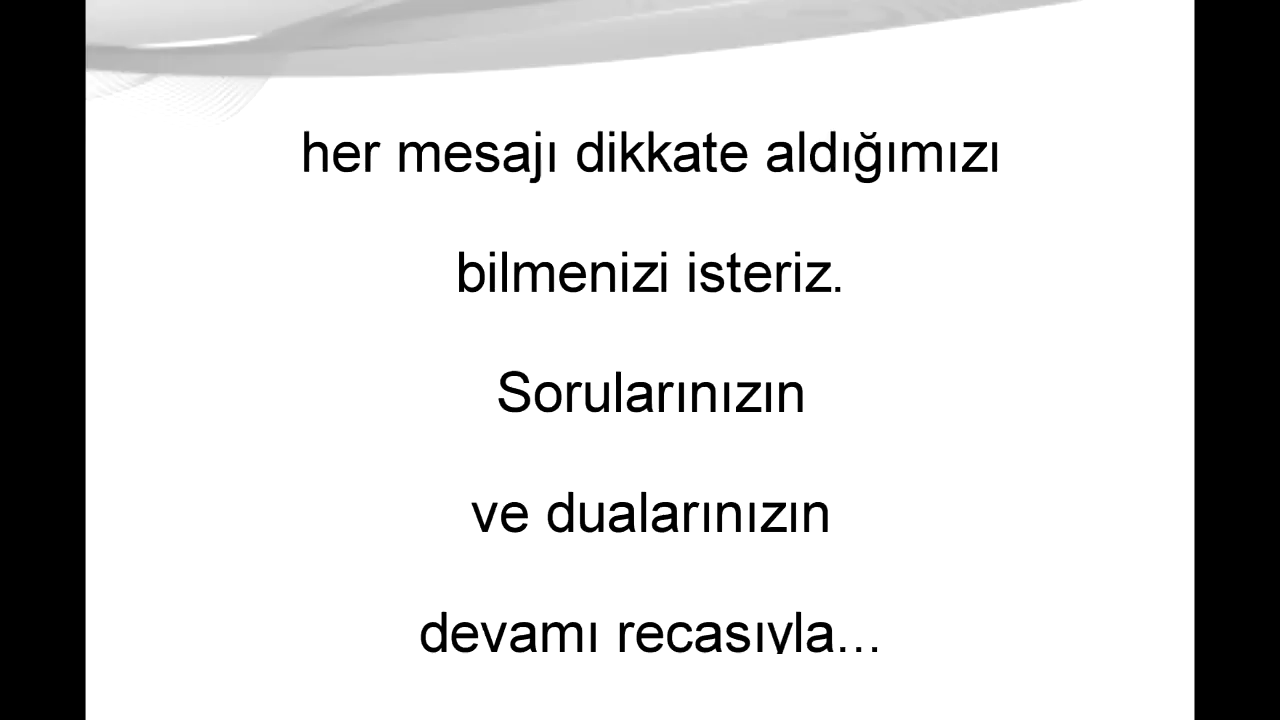 her mesajı dikkate aldığımızı
bilmenizi isteriz.
Sorularınızın
ve dualarınızın
devamı recasıyla...